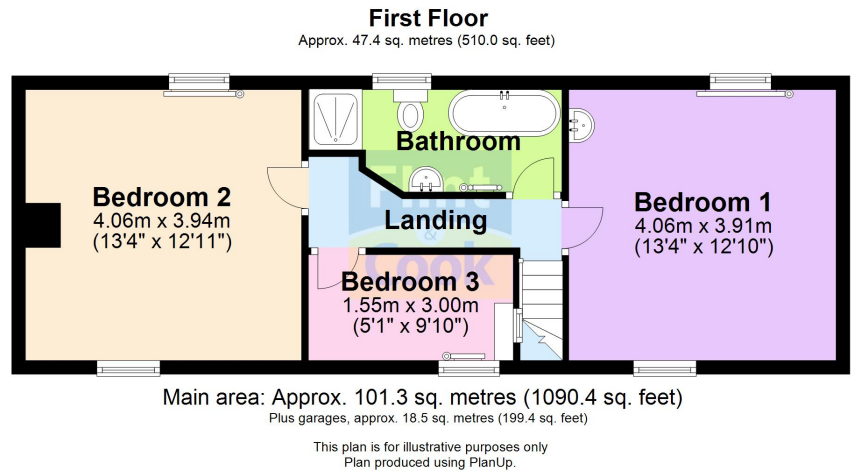 First Floor
Approx. 47.4 sq. metres (510.0 sq. feet)
Bathroom
Bedroom 2
4.06m x 3.94m
(13'4" x 12'11")
Bedroom 1
4.06m x 3.91m
(13'4" x 12'10")
Landing
Flint
&
Cook
Bedroom 3
1.55m x 3.00m
(5'1" x 9'10")
Main area: Approx. 101.3 sq. metres (1090.4 sq. feet)
Plus garages, approx. 18.5 sq. metres (199.4 sq. feet)
This plan is for illustrative purposes only
Plan produced using PlanUp.